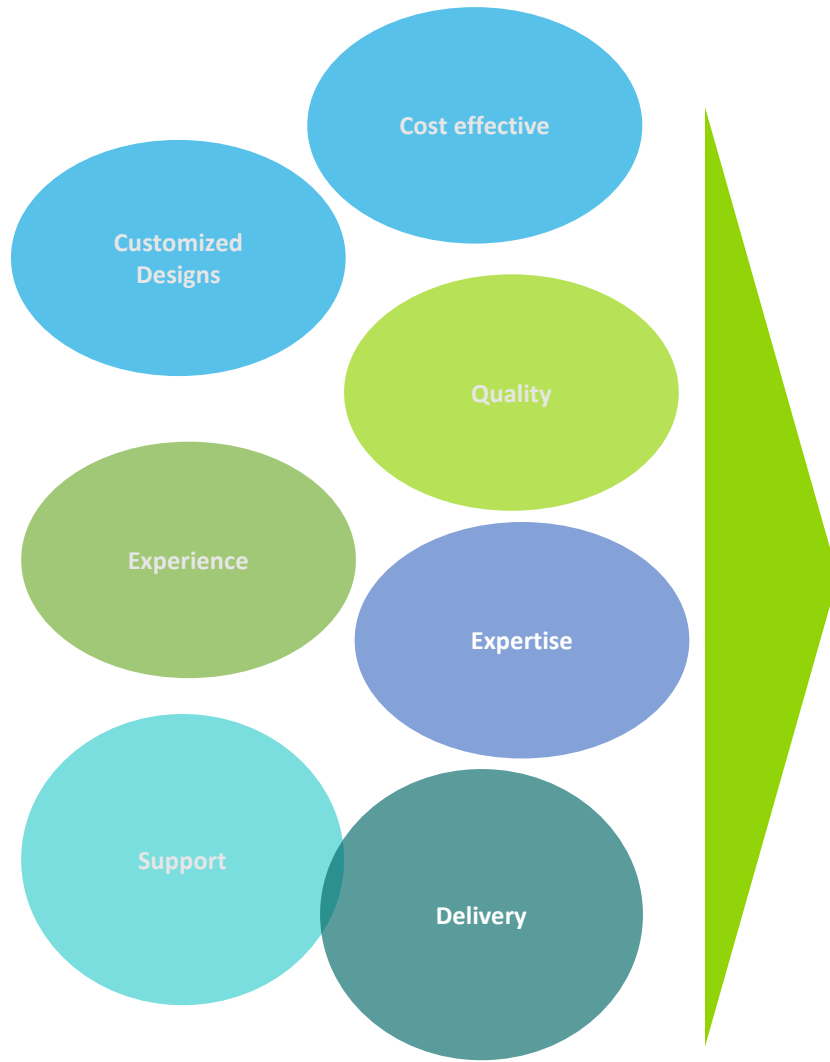 Cost effective
Customized
Designs
Quality
Experience
Expertise
Support
Delivery